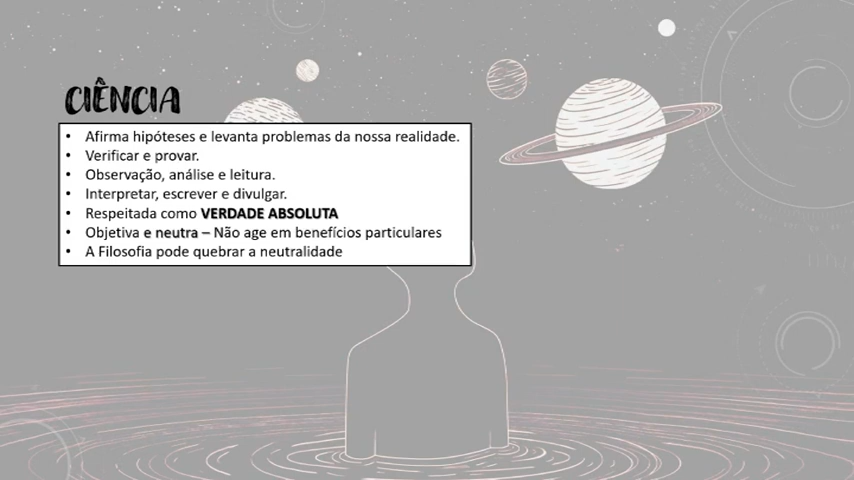 CIÊNCIA
• Afirma hipóteses e levanta problemas da nossa realidade.
• Verificar e provar.
• Observação, análise e leitura.
• Interpretar, escrever e divulgar.
• Respeitada como VERDADE ABSOLUTA
• Objetiva e neutra – Não age em benefícios particulares
• A Filosofia pode quebrar a neutralidade